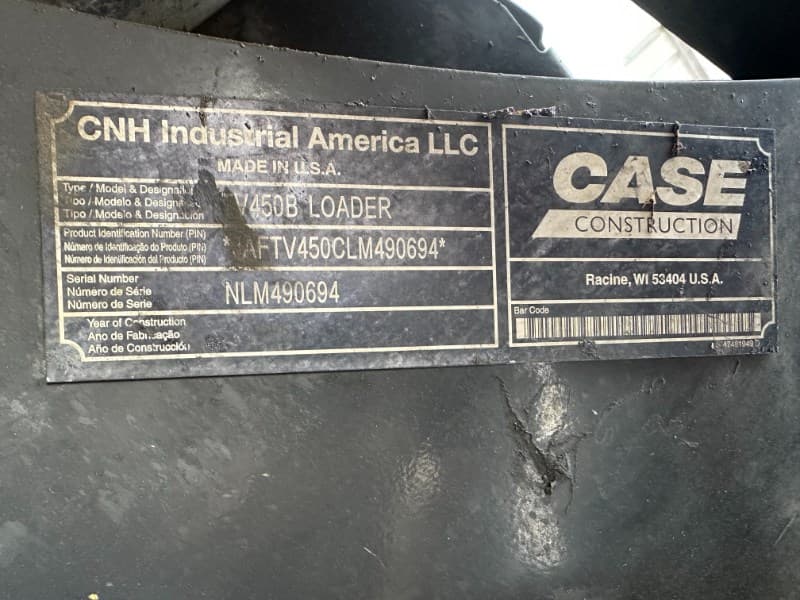 CNH Industrial America LLC
MADE IN U.S.A.
Type / Model & Designation
Tipo / Modelo & Designação
Tipo / Modelo & Designación
V450B LOADER
Product Identification Number (PIN)
Número de Identificação do Produto (PIN)
Número de Identificación del Producto (PIN)
*JAFTV450CLM490694*
Serial Number
Número de Série
Número de Serie
NLM490694
Year of Construction
Ano de Fabricação
Año de Construcción
CASE
CONSTRUCTION
Racine, WI 53404 U.S.A.
Bar Code
47481949